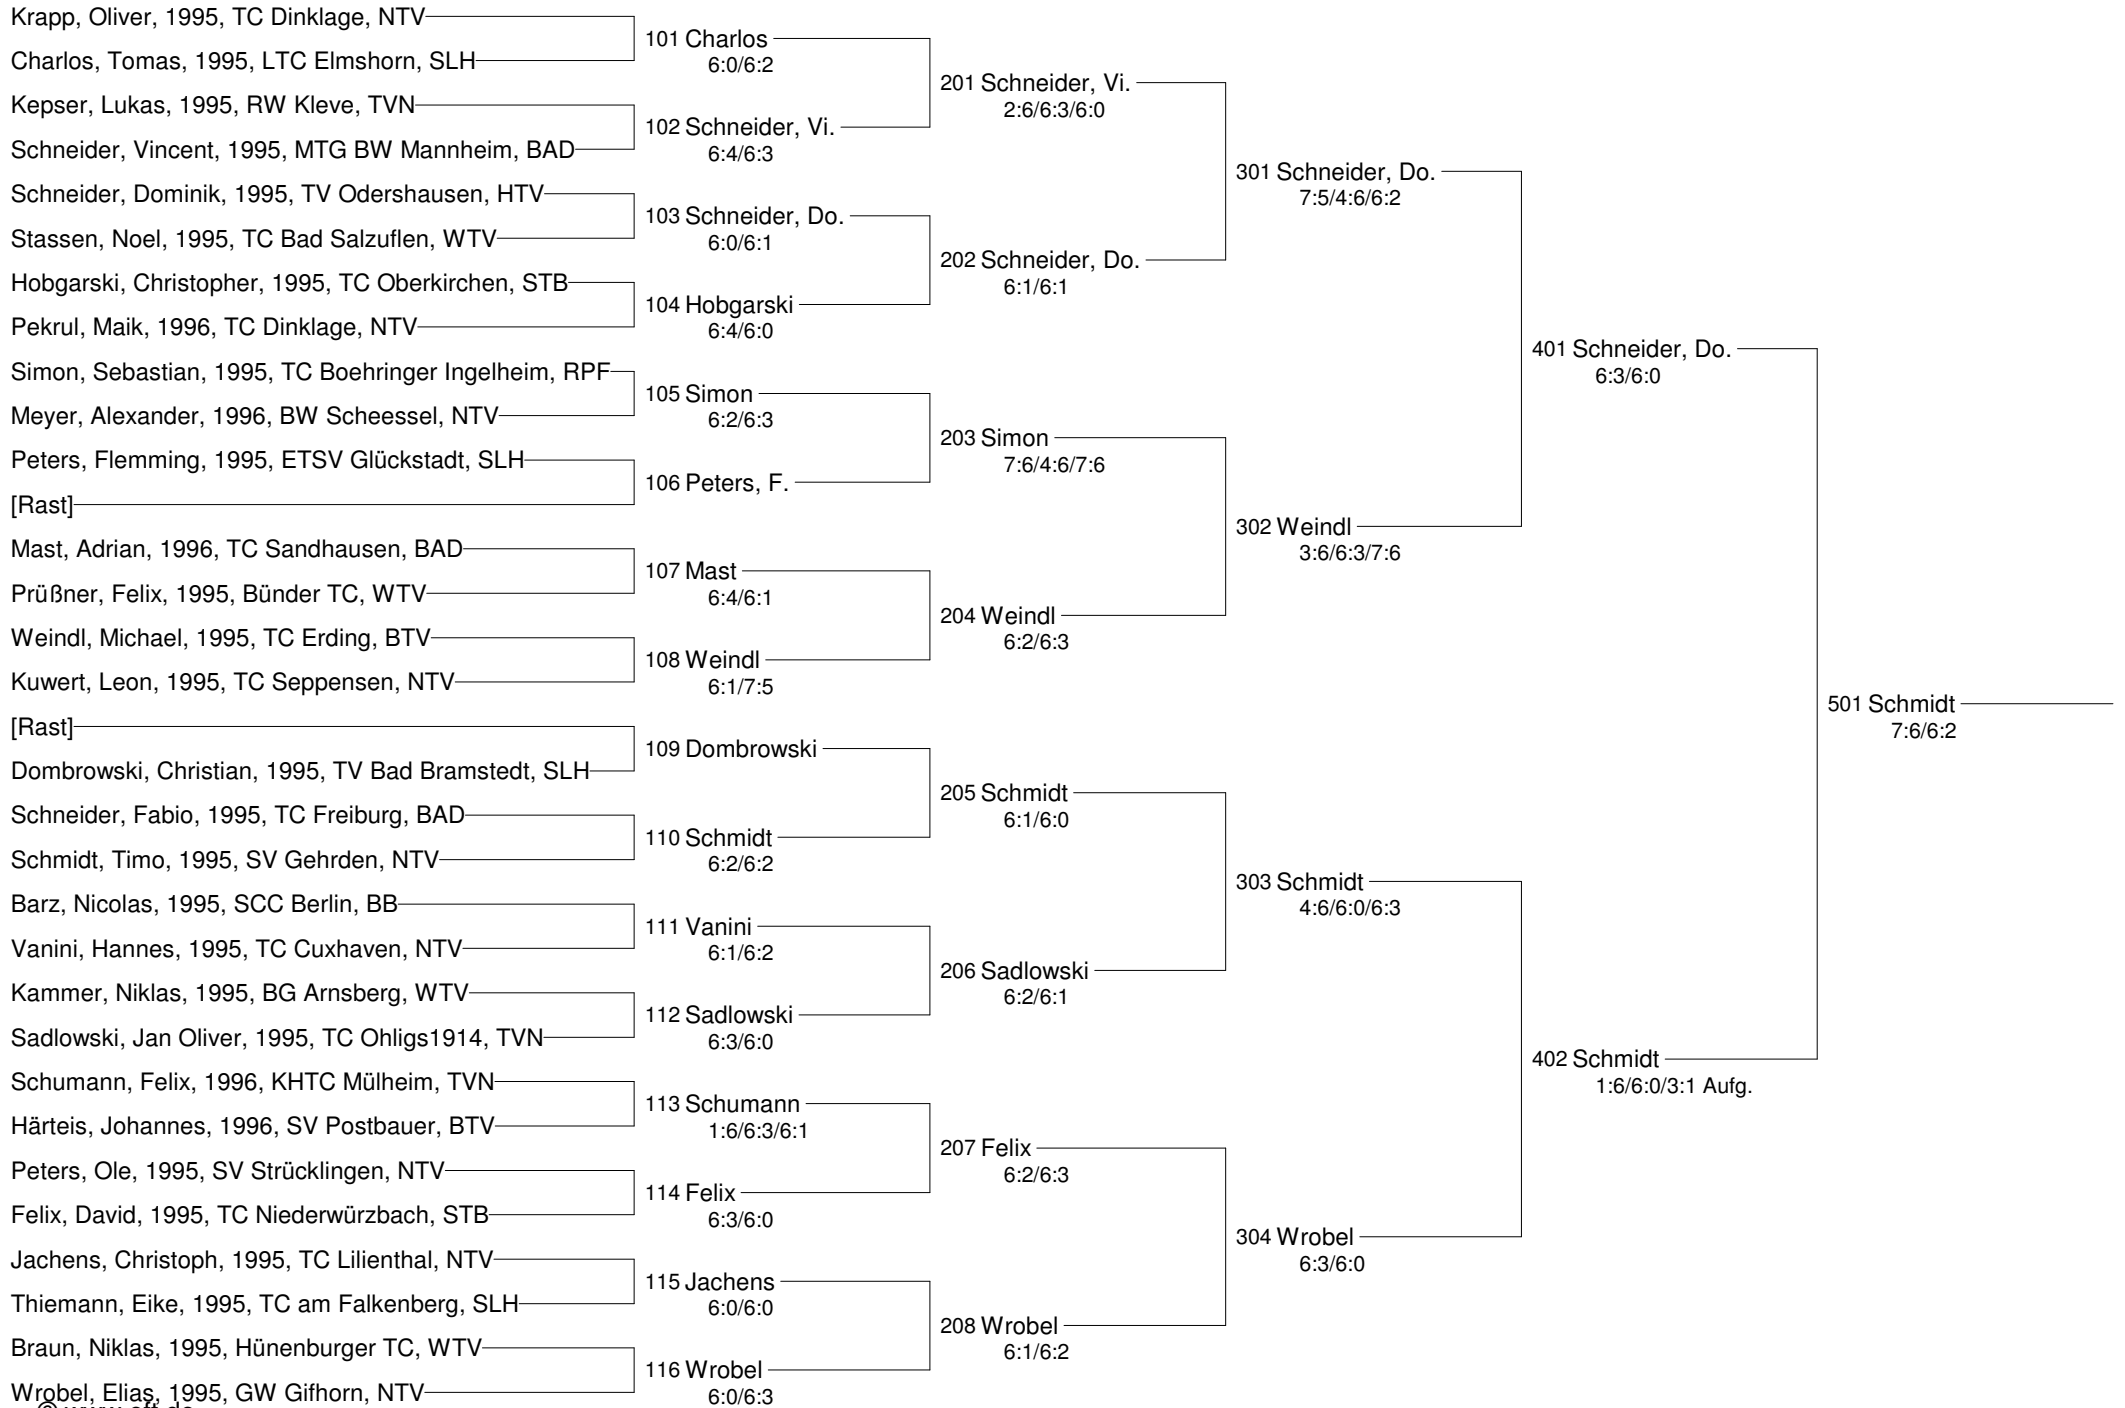 Krapp, Oliver, 1995, TC Dinklage, NTV
Charlos, Tomas, 1995, LTC Elmshorn, SLH
Kepser, Lukas, 1995, RW Kleve, TVN
Schneider, Vincent, 1995, MTG BW Mannheim, BAD
Schneider, Dominik, 1995, TV Odershausen, HTV
Stassen, Noel, 1995, TC Bad Salzuflen, WTV
Hobgarski, Christopher, 1995, TC Oberkirchen, STB
Pekrul, Maik, 1996, TC Dinklage, NTV
Simon, Sebastian, 1995, TC Boehringer Ingelheim, RPF
Meyer, Alexander, 1996, BW Scheessel, NTV
Peters, Flemming, 1995, ETSV Glückstadt, SLH
[Rast]
Mast, Adrian, 1996, TC Sandhausen, BAD
Prüßner, Felix, 1995, Bünder TC, WTV
Weindl, Michael, 1995, TC Erding, BTV
Kuwert, Leon, 1995, TC Seppensen, NTV
[Rast]
Dombrowski, Christian, 1995, TV Bad Bramstedt, SLH
Schneider, Fabio, 1995, TC Freiburg, BAD
Schmidt, Timo, 1995, SV Gehrden, NTV
Barz, Nicolas, 1995, SCC Berlin, BB
Vanini, Hannes, 1995, TC Cuxhaven, NTV
Kammer, Niklas, 1995, BG Arnsberg, WTV
Sadlowski, Jan Oliver, 1995, TC Ohligs1914, TVN
Schumann, Felix, 1996, KHTC Mülheim, TVN
Härteis, Johannes, 1996, SV Postbauer, BTV
Peters, Ole, 1995, SV Strücklingen, NTV
Felix, David, 1995, TC Niederwürzbach, STB
Jachens, Christoph, 1995, TC Lilienthal, NTV
Thiemann, Eike, 1995, TC am Falkenberg, SLH
Braun, Niklas, 1995, Hünenburger TC, WTV
Wrobel, Elias, 1995, GW Gifhorn, NTV
101 Charlos
6:0/6:2
102 Schneider, Vi.
6:4/6:3
103 Schneider, Do.
6:0/6:1
104 Hobgarski
6:4/6:0
105 Simon
6:2/6:3
106 Peters, F.
107 Mast
6:4/6:1
108 Weindl
6:1/7:5
109 Dombrowski
110 Schmidt
6:2/6:2
111 Vanini
6:1/6:2
112 Sadlowski
6:3/6:0
113 Schumann
1:6/6:3/6:1
114 Felix
6:3/6:0
115 Jachens
6:0/6:0
116 Wrobel
6:0/6:3
201 Schneider, Vi.
2:6/6:3/6:0
202 Schneider, Do.
6:1/6:1
203 Simon
7:6/4:6/7:6
204 Weindl
6:2/6:3
205 Schmidt
6:1/6:0
206 Sadlowski
6:2/6:1
207 Felix
6:2/6:3
208 Wrobel
6:1/6:2
301 Schneider, Do.
7:5/4:6/6:2
302 Weindl
3:6/6:3/7:6
303 Schmidt
4:6/6:0/6:3
304 Wrobel
6:3/6:0
401 Schneider, Do.
6:3/6:0
402 Schmidt
1:6/6:0/3:1 Aufg.
501 Schmidt
7:6/6:2